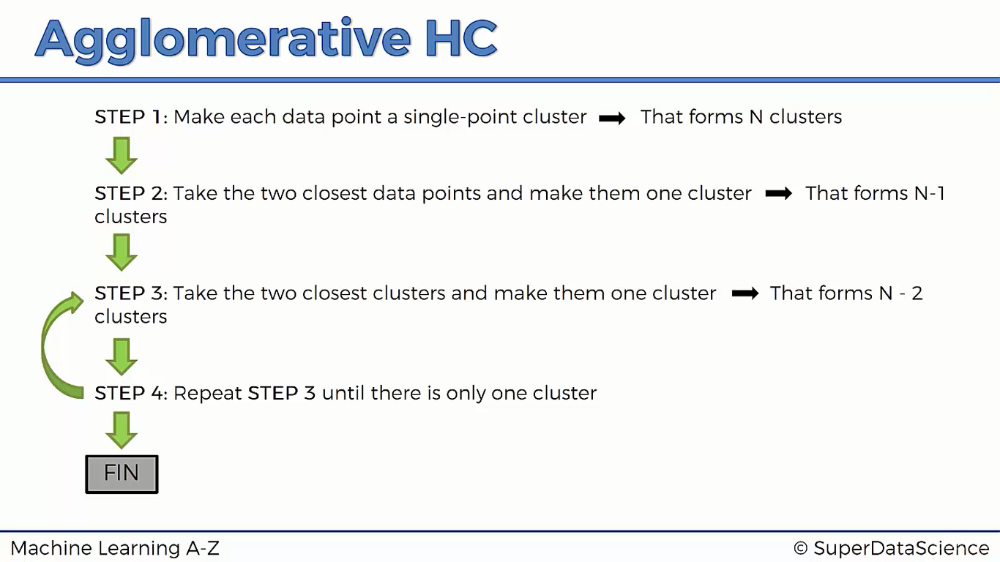 Agglomerative HC
STEP 1: Make each data point a single-point cluster ➡ That forms N clusters
STEP 2: Take the two closest data points and make them one cluster ➡ That forms N-1
clusters
STEP 3: Take the two closest clusters and make them one cluster ➡ That forms N - 2
clusters
STEP 4: Repeat STEP 3 until there is only one cluster
FIN
Machine Learning A-Z
© SuperDataScience